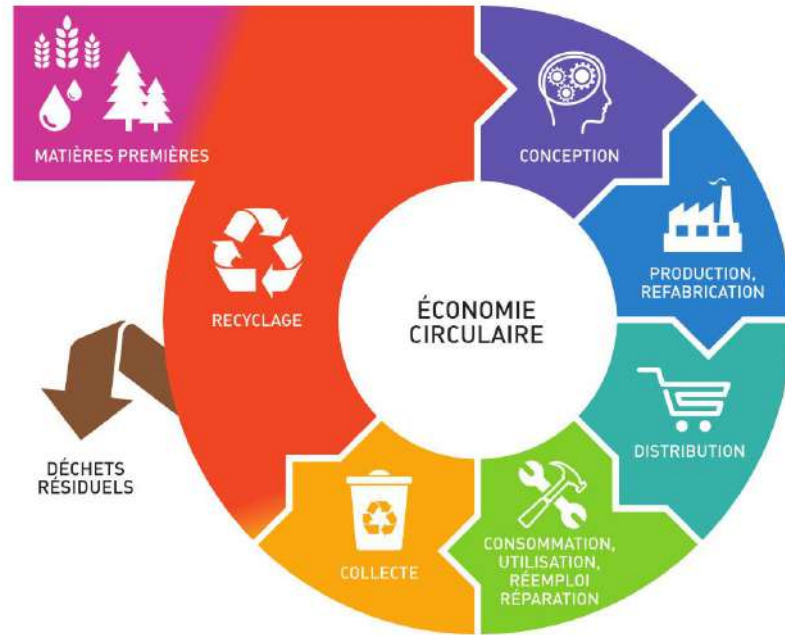 MATIÈRES PREMIÈRES
CONCEPTION
PRODUCTION,
REFABRICATION
DISTRIBUTION
CONSOMMATION,
UTILISATION,
RÉEMPLOI
RÉPARATION
COLLECTE
RECYCLAGE
DÉCHETS
RÉSIDUELS
ÉCONOMIE
CIRCULAIRE